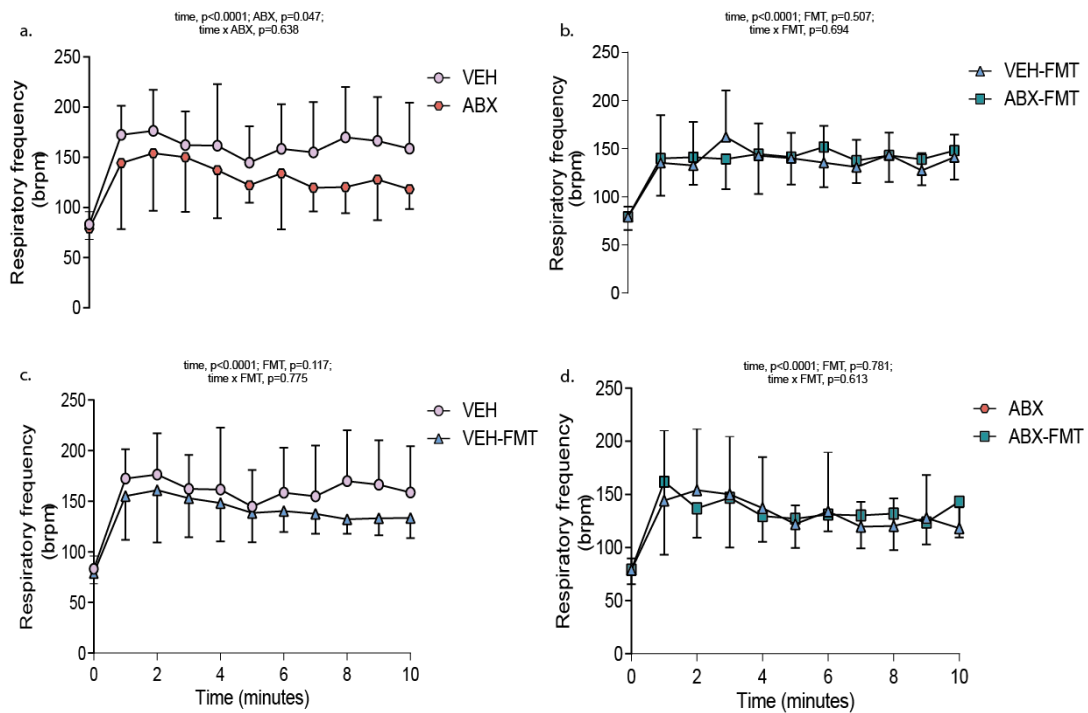 time, p<0.0001; ABX, p=0.047;
time x ABX, p=0.638
a.
250
200
150
100
50
0
Respiratory frequency
(brpm)
VEH
ABX
time, p<0.0001; FMT, p=0.507;
time x FMT, p=0.694
b.
250
200
150
100
50
0
Respiratory frequency
(brpm)
VEH-FMT
ABX-FMT
time, p<0.0001; FMT, p=0.117;
time x FMT, p=0.775
c.
250
200
150
100
50
0
Respiratory frequency
(brpm)
VEH
VEH-FMT
0 2 4 6 8 10
Time (minutes)
time, p<0.0001; FMT, p=0.781;
time x FMT, p=0.613
d.
250
200
150
100
50
0
Respiratory frequency
(brpm)
ABX
ABX-FMT
0 2 4 6 8 10
Time (minutes)